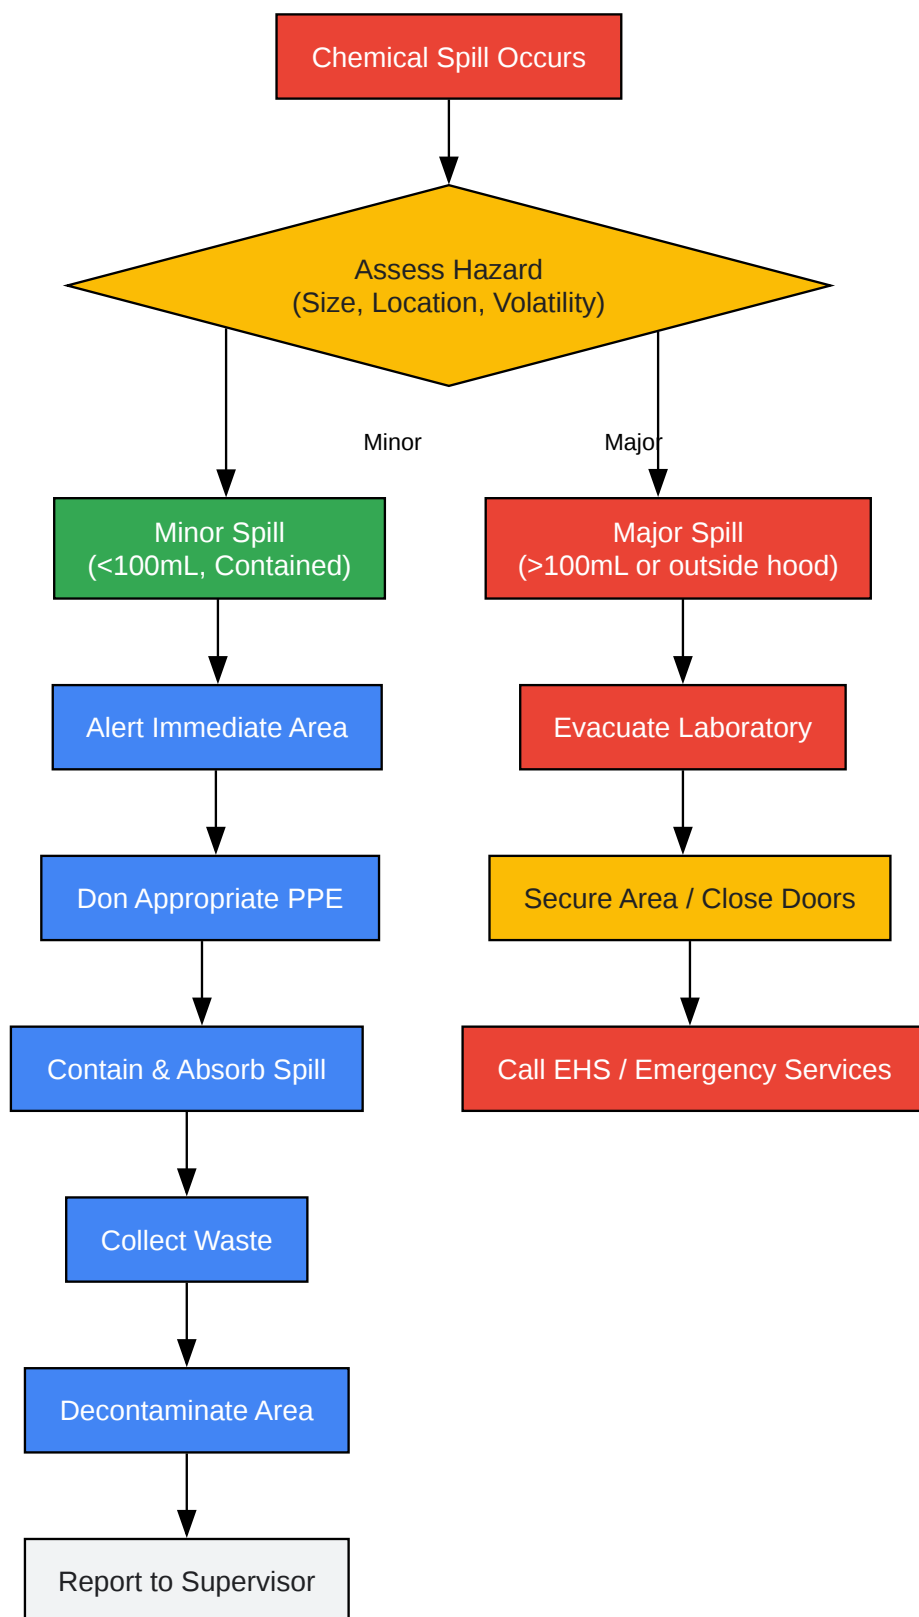 Chemical Spill Occurs
Assess Hazard
(Size, Location, Volatility)
Minor
Major
Minor Spill
(<100mL, Contained)
Major Spill
(>100mL or outside hood)
Alert Immediate Area
Evacuate Laboratory
Don Appropriate PPE
Secure Area / Close Doors
Contain & Absorb Spill
Call EHS / Emergency Services
Collect Waste
Decontaminate Area
Report to Supervisor